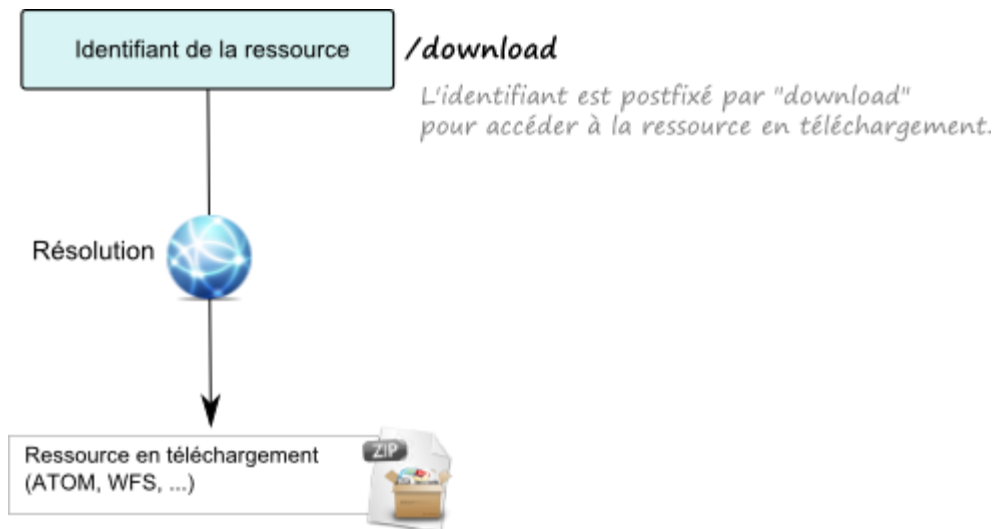 Identifiant de la ressource
/download
L'identifiant est postfixé par "download"
pour accéder à la ressource en téléchargement.
Résolution
Ressource en téléchargement
(ATOM, WFS, ...)
ZIP